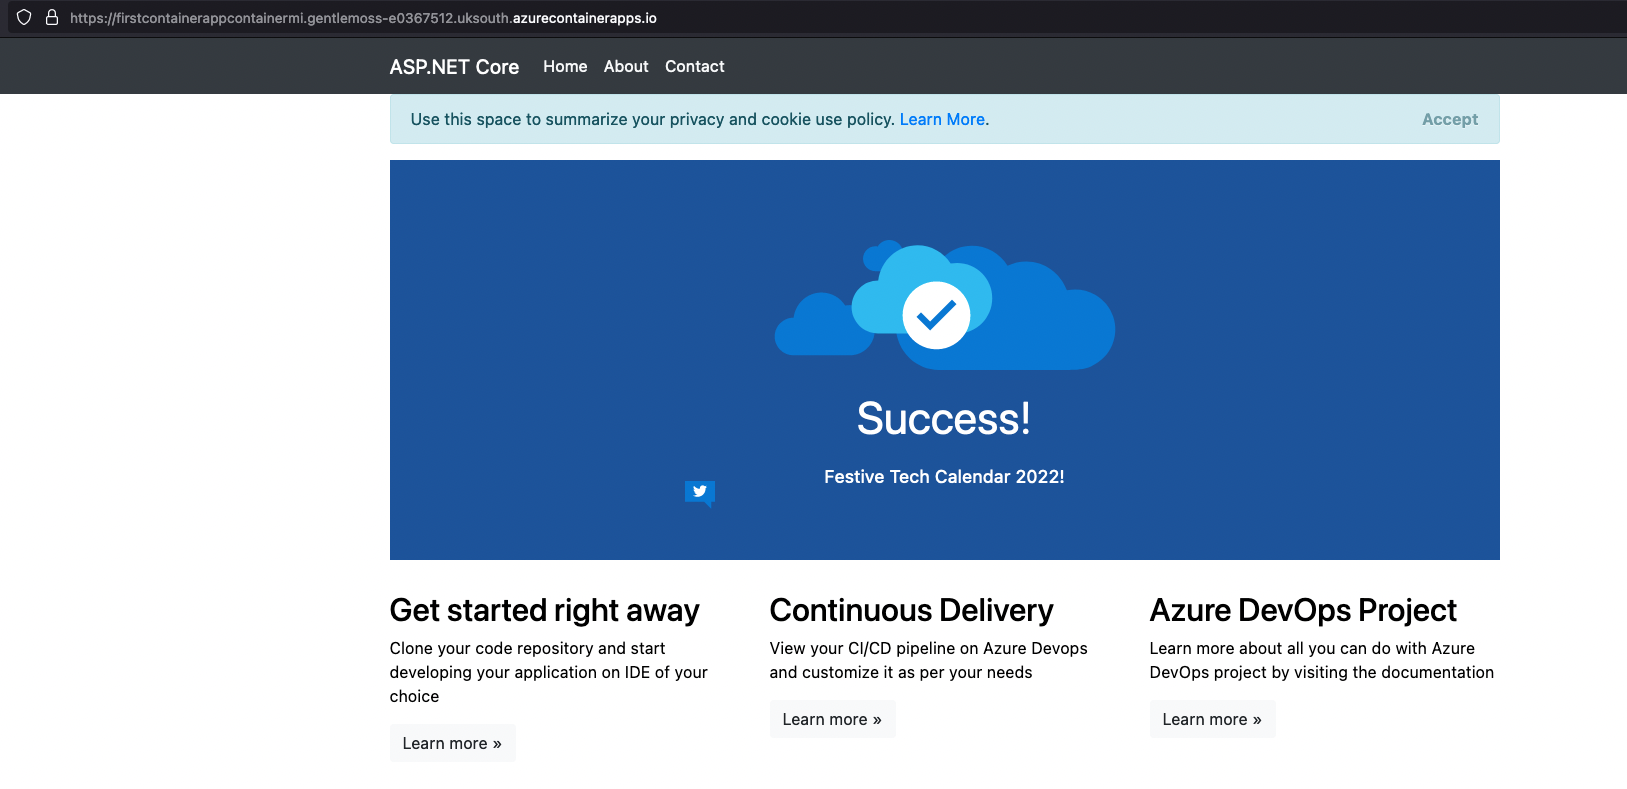 https://firstcontainerappcontainermi.gentlemoss-e0367512.uksouth.azurecontainerapps.io
ASP.NET Core Home About Contact
Use this space to summarize your privacy and cookie use policy. Learn More. Accept
Success!
Festive Tech Calendar 2022!
Get started right away
Clone your code repository and start
developing your application on IDE of your
choice
Learn more »
Continuous Delivery
View your CI/CD pipeline on Azure Devops
and customize it as per your needs
Learn more »
Azure DevOps Project
Learn more about all you can do with Azure
DevOps project by visiting the documentation
Learn more »